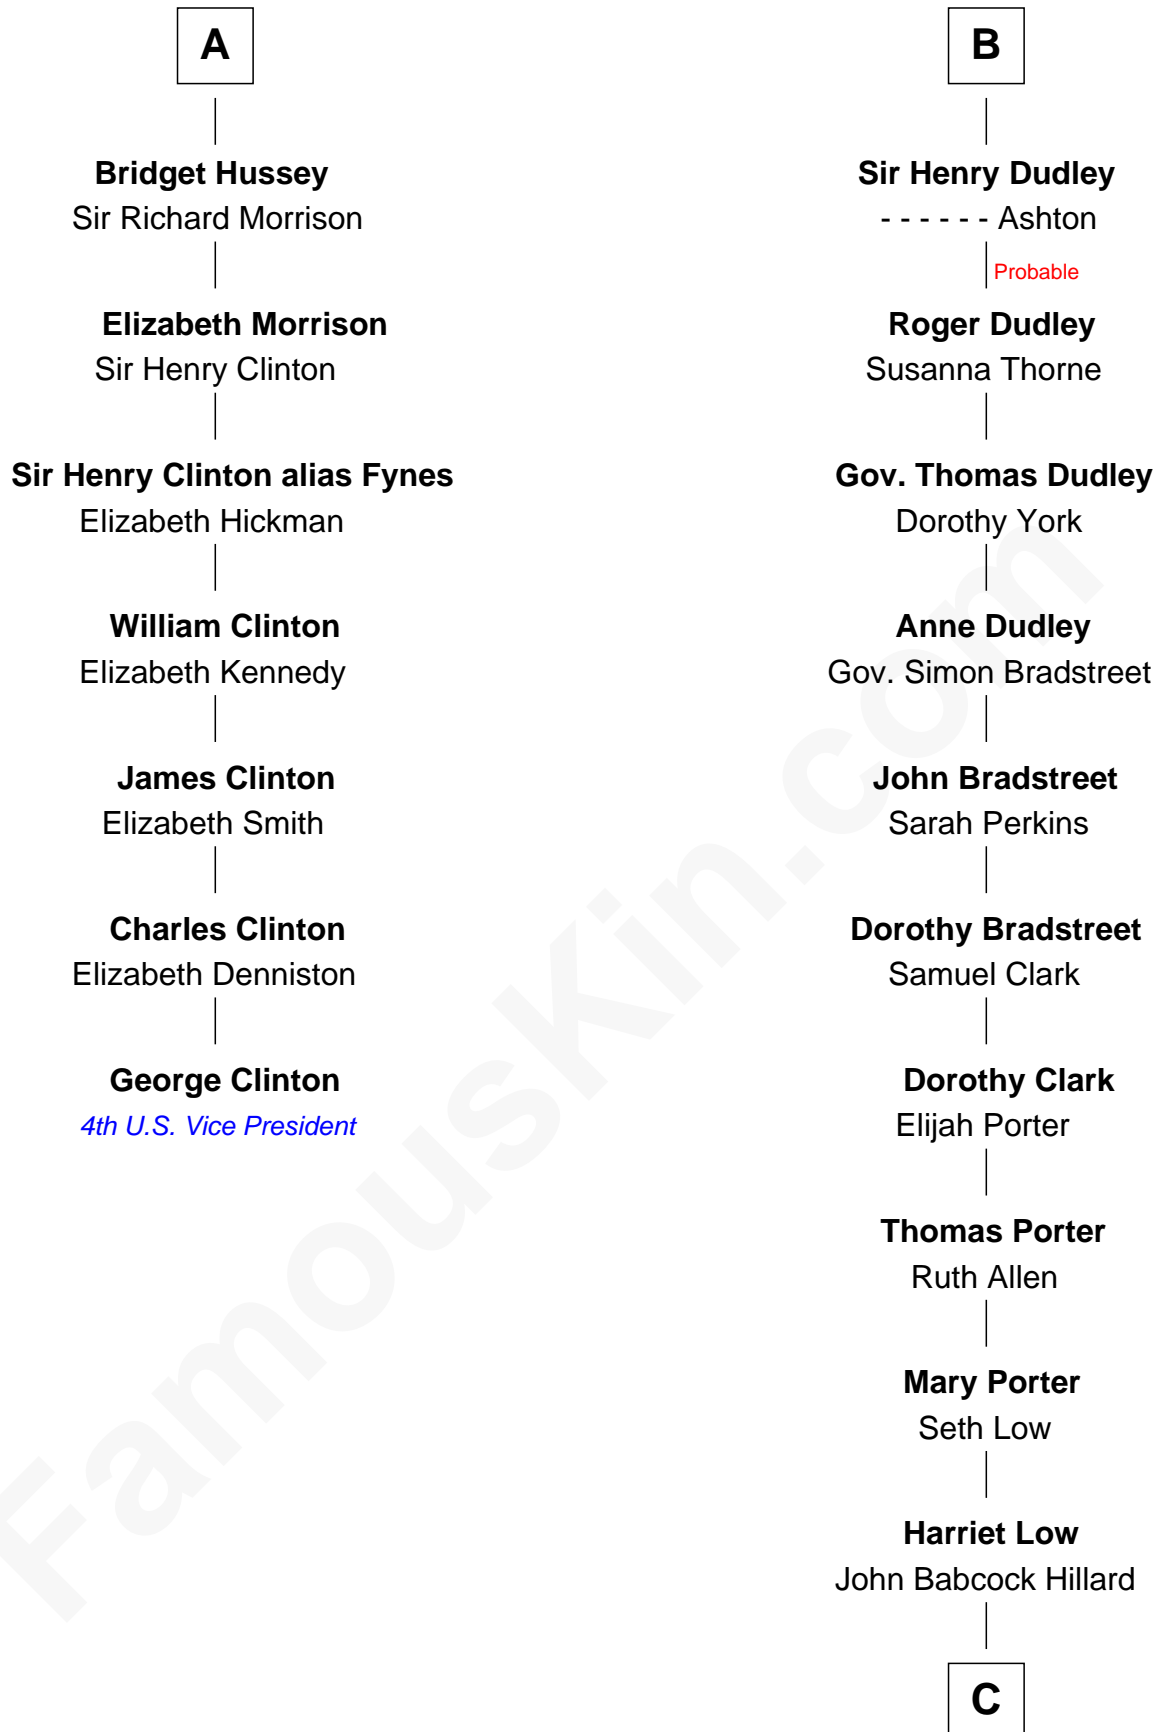 A
Bridget Hussey
Sir Richard Morrison
Elizabeth Morrison
Sir Henry Clinton
Sir Henry Clinton alias Fynes
Elizabeth Hickman
William Clinton
Elizabeth Kennedy
James Clinton
Elizabeth Smith
Charles Clinton
Elizabeth Denniston
George Clinton
4th U.S. Vice President
B
Sir Henry Dudley
- - - - - - Ashton
Probable
Roger Dudley
Susanna Thorne
Gov. Thomas Dudley
Dorothy York
Anne Dudley
Gov. Simon Bradstreet
John Bradstreet
Sarah Perkins
Dorothy Bradstreet
Samuel Clark
Dorothy Clark
Elijah Porter
Thomas Porter
Ruth Allen
Mary Porter
Seth Low
Harriet Low
John Babcock Hillard
C
FamousKin.com